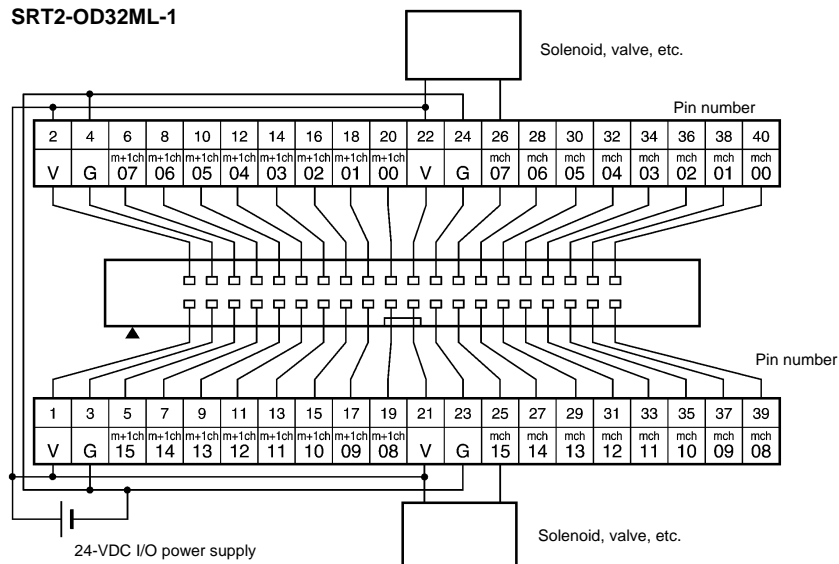 SRT2-OD32ML-1
Solenoid, valve, etc.
Pin number
2 4 6 8 10 12 14 16 18 20 22 24 26 28 30 32 34 36 38 40
V G m+1ch 07 m+1ch 06 m+1ch 05 m+1ch 04 m+1ch 03 m+1ch 02 m+1ch 01 m+1ch 00 V G mch 07 mch 06 mch 05 mch 04 mch 03 mch 02 mch 01 mch 00
Pin number
1 3 5 7 9 11 13 15 17 19 21 23 25 27 29 31 33 35 37 39
V G m+1ch 15 m+1ch 14 m+1ch 13 m+1ch 12 m+1ch 11 m+1ch 10 m+1ch 09 m+1ch 08 V G mch 15 mch 14 mch 13 mch 12 mch 11 mch 10 mch 09 mch 08
Solenoid, valve, etc.
24-VDC I/O power supply